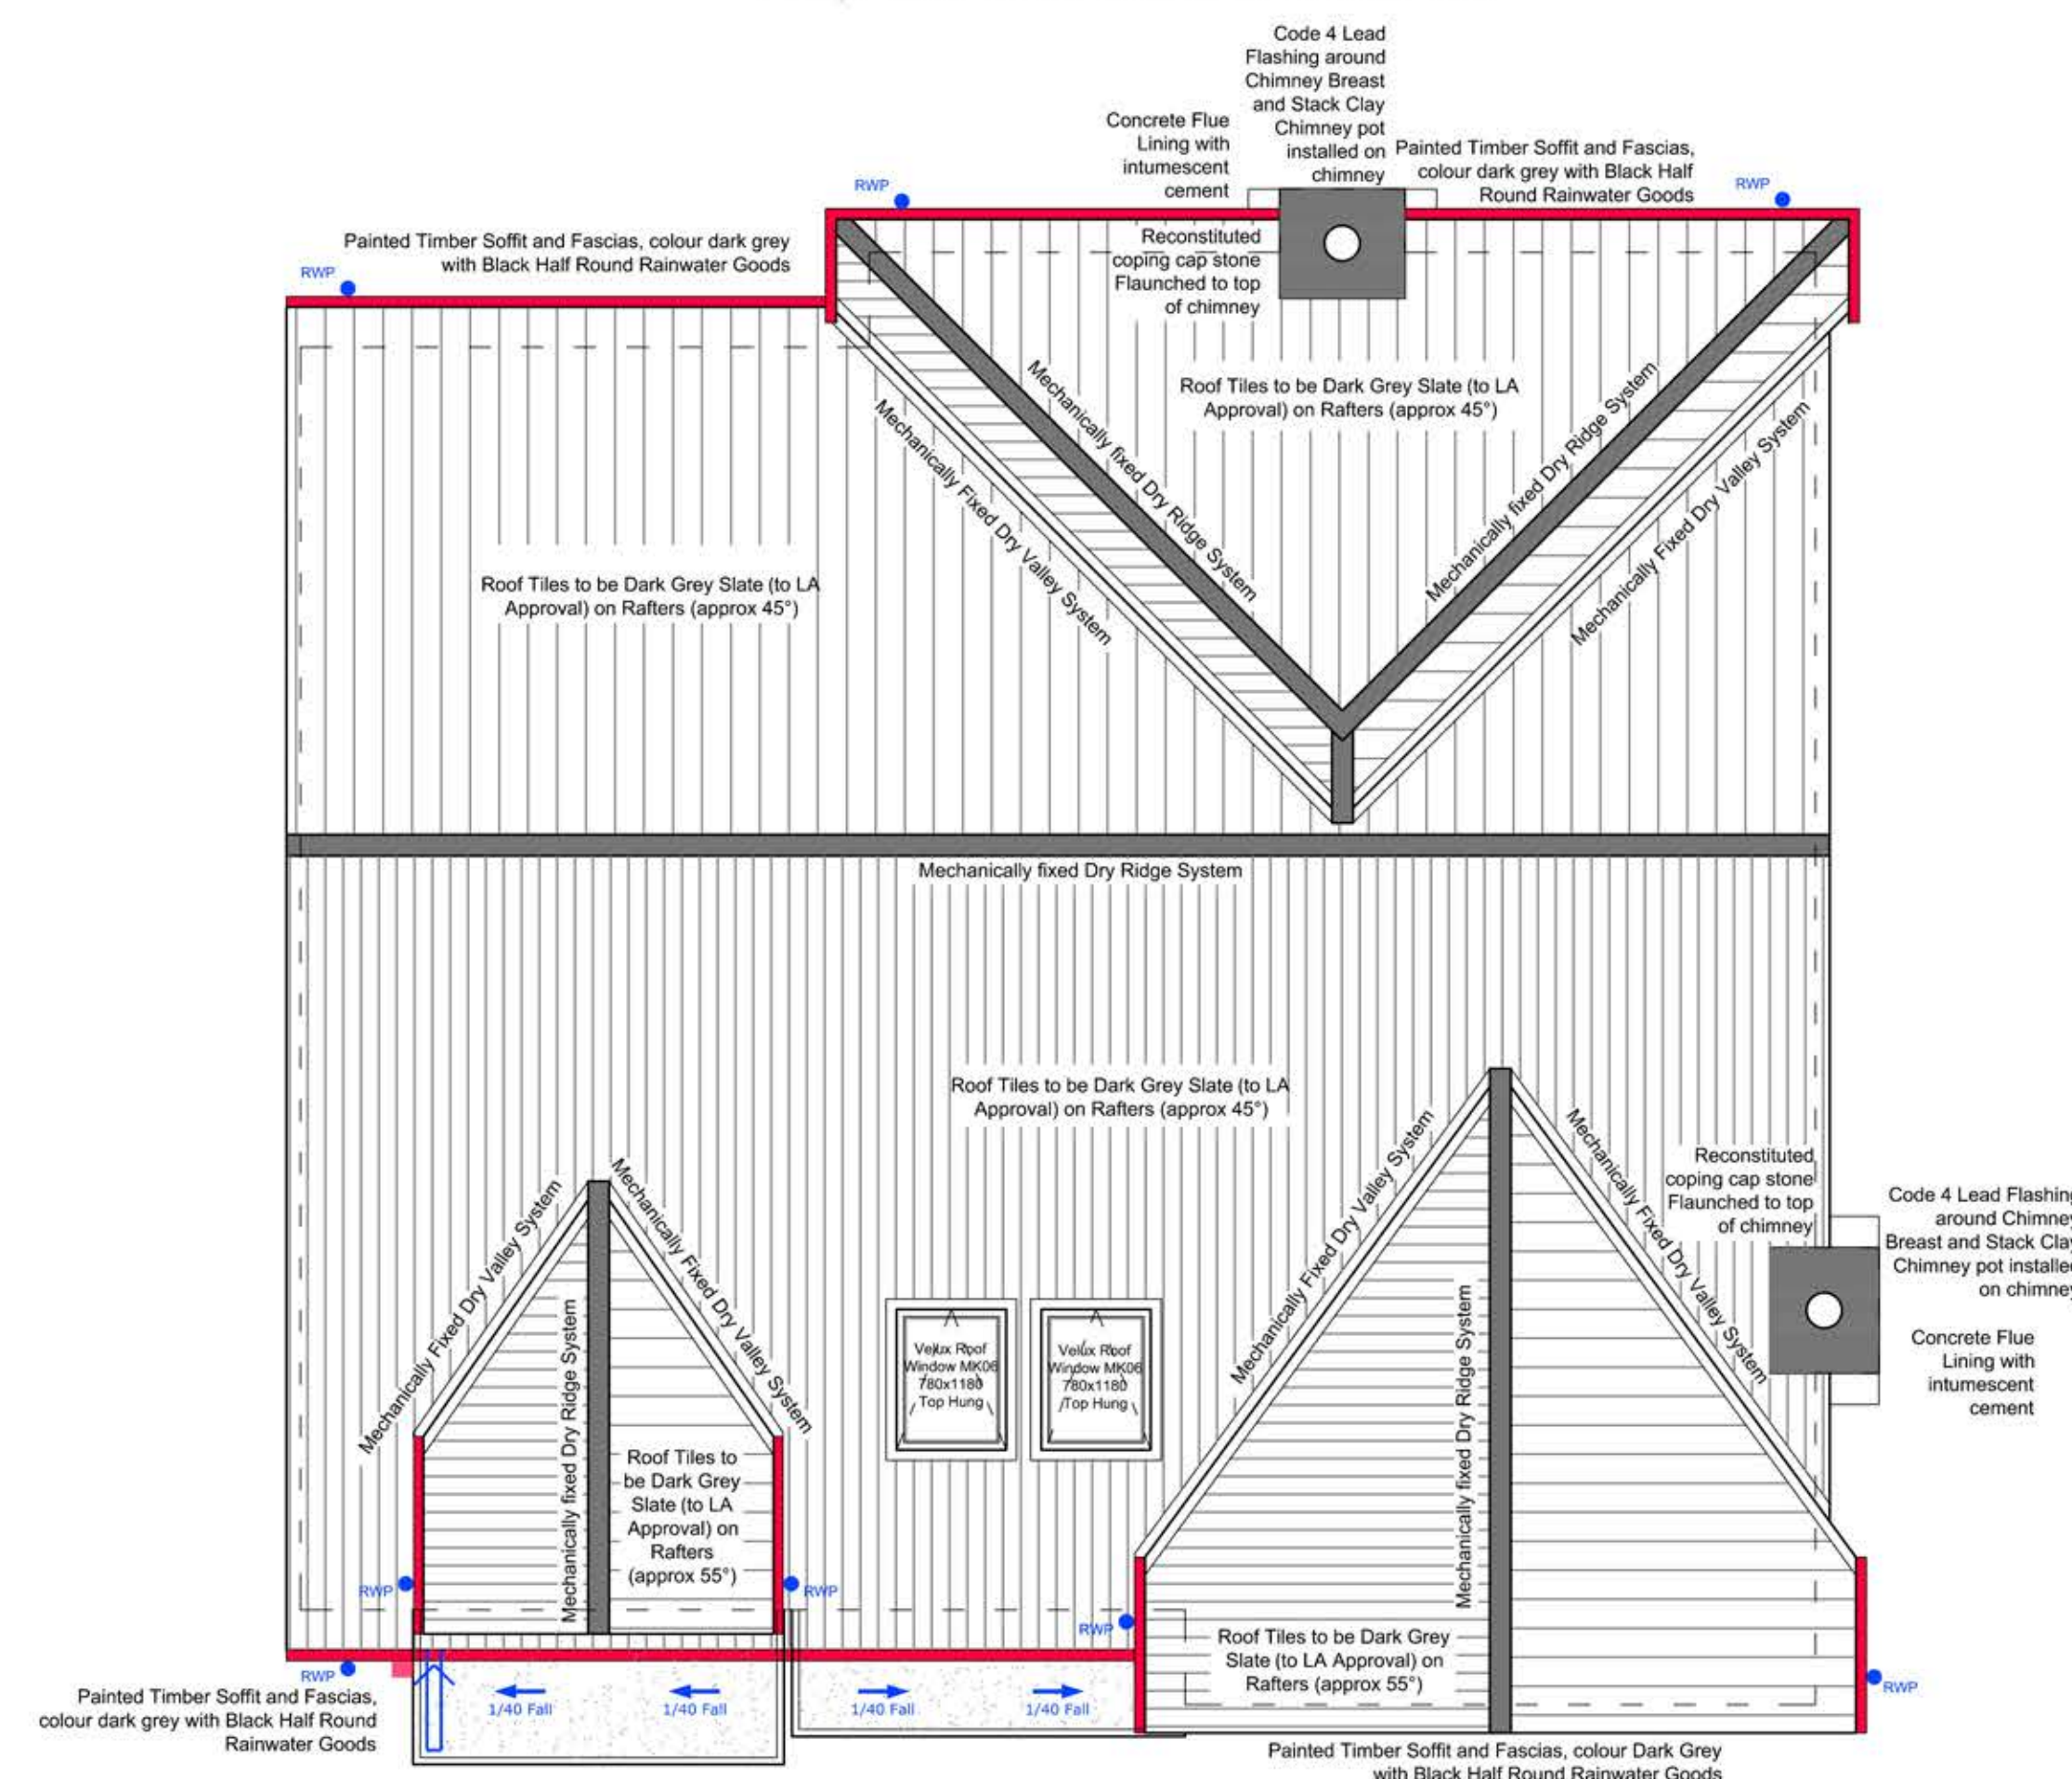 Code 4 Lead
Flashing around
Chimney Breast
and Stack Clay
Chimney pot
installed on
chimney
Concrete Flue
Lining with
intumescent
cement
Painted Timber Soffit and Fascias,
colour dark grey with Black Half
Round Rainwater Goods
RWP
RWP
Painted Timber Soffit and Fascias, colour dark grey
with Black Half Round Rainwater Goods
RWP
Reconstituted
coping cap stone
Flaunched to top
of chimney
Roof Tiles to be Dark Grey Slate (to LA
Approval) on Rafters (approx 45°)
Mechanically fixed Dry Ridge System
Mechanically Fixed Dry Valley System
Mechanically fixed Dry Ridge System
Mechanically Fixed Dry Valley System
Roof Tiles to be Dark Grey Slate (to LA
Approval) on Rafters (approx 45°)
Mechanically fixed Dry Ridge System
Roof Tiles to be Dark Grey Slate (to LA
Approval) on Rafters (approx 45°)
Mechanically Fixed Dry Valley System
Mechanically Fixed Dry Valley System
Mechanically fixed Dry Ridge System
Roof Tiles to
be Dark Grey
Slate (to LA
Approval) on
Rafters
(approx 55°)
Velux Roof
Window MK06
780x1180
Top Hung
Velux Roof
Window MK06
780x1180
Top Hung
Mechanically Fixed Dry Valley System
Mechanically fixed Dry Ridge System
Mechanically Fixed Dry Valley System
Reconstituted
coping cap stone
Flaunched to top
of chimney
Code 4 Lead Flashing
around Chimney
Breast and Stack Clay
Chimney pot installed
on chimney
Concrete Flue
Lining with
intumescent
cement
RWP
RWP
RWP
Roof Tiles to be Dark Grey
Slate (to LA Approval) on
Rafters (approx 55°)
RWP
RWP
Painted Timber Soffit and Fascias,
colour dark grey with Black Half Round
Rainwater Goods
1/40 Fall
1/40 Fall
1/40 Fall
1/40 Fall
Painted Timber Soffit and Fascias, colour Dark Grey
with Black Half Round Rainwater Goods